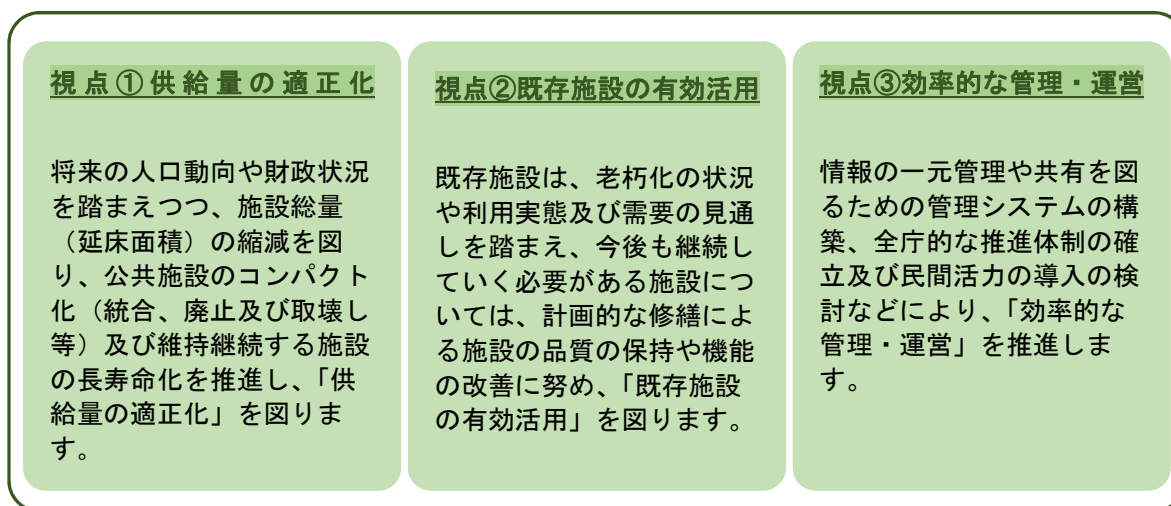 視点①供給量の適正化
将来の人口動向や財政状況
を踏まえつつ、施設総量
（延床面積）の縮減を図
り、公共施設のコンパクト
化（統合、廃止及び取壊し
等）及び維持継続する施設
の長寿命化を推進し、「供
給量の適正化」を図りま
す。
視点②既存施設の有効活用
既存施設は、老朽化の状況
や利用実態及び需要の見通
しを踏まえ、今後も継続し
ていく必要がある施設につ
いては、計画的な修繕によ
る施設の品質の保持や機能
の改善に努め、「既存施設
の有効活用」を図ります。
視点③効率的な管理・運営
情報の一元管理や共有を図
るための管理システムの構
築、全庁的な推進体制の確
立及び民間活力の導入の検
討などにより、「効率的な
管理・運営」を推進しま
す。